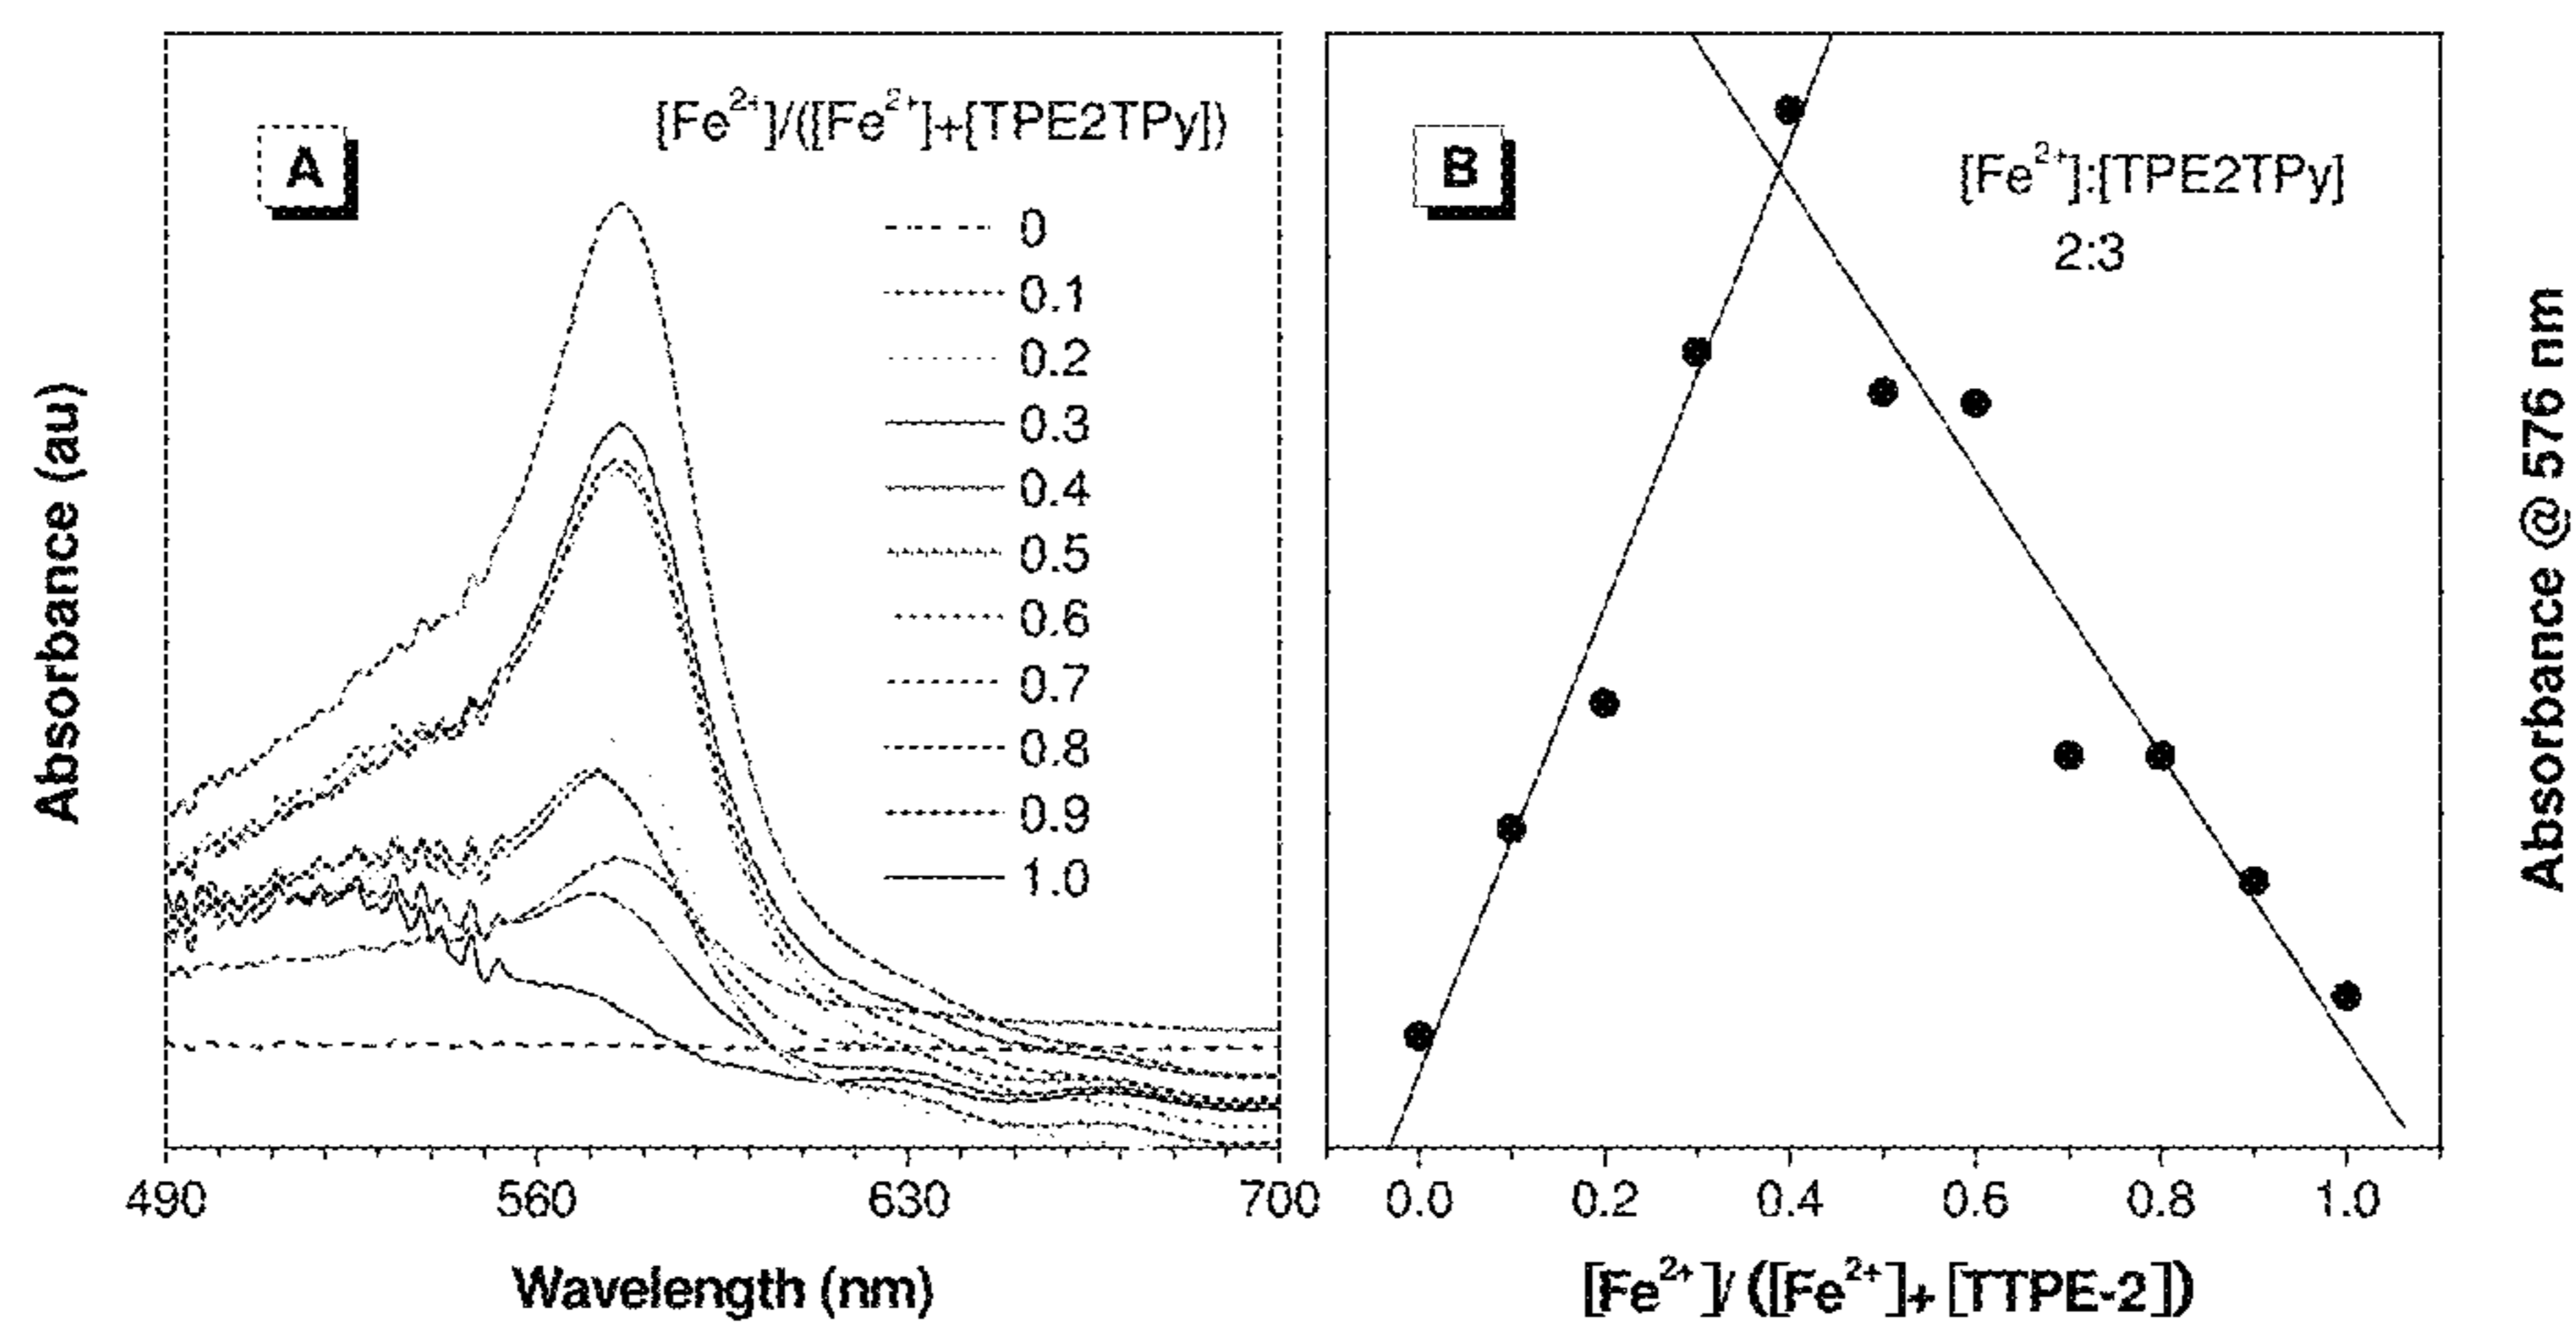 A
[Fe²⁺]/([Fe²⁺]+[TPE2TPy])
0
0.1
0.2
0.3
0.4
0.5
0.6
0.7
0.8
0.9
1.0
Absorbance (au)
490 560 630 700
Wavelength (nm)
B
[Fe²⁺]:[TPE2TPy]
2:3
Absorbance @ 576 nm
0.0 0.2 0.4 0.6 0.8 1.0
[Fe²⁺]/([Fe²⁺]+[TTPE-2])